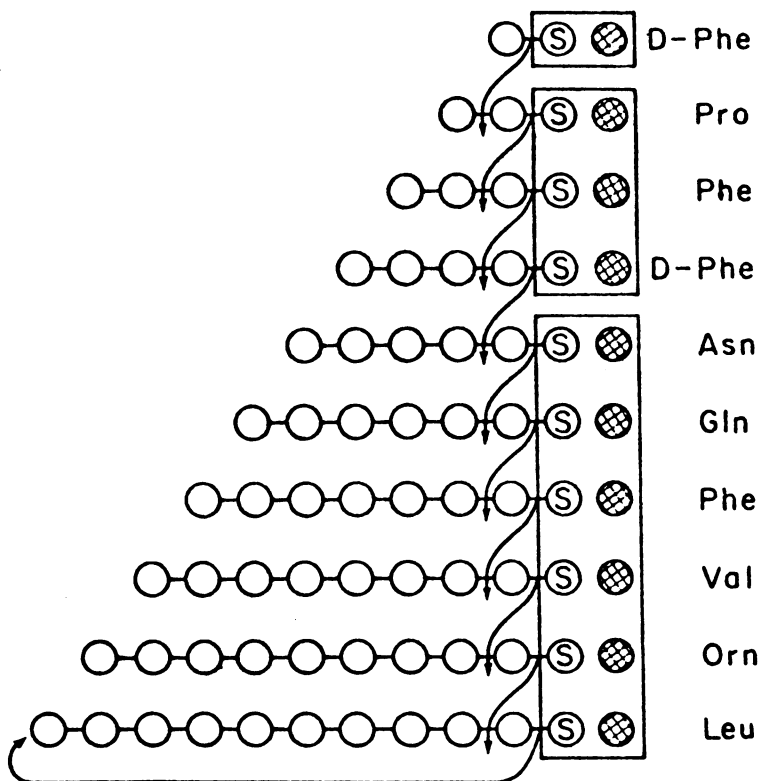 S D-Phe
S Pro
S Phe
S D-Phe
S Asn
S Gln
S Phe
S Val
S Orn
S Leu